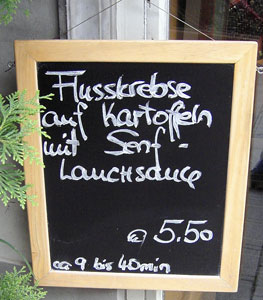 Flusskrebse
auf Kartoffeln
mit Senf-
Lauchsauce
€ 5.50
ca 9 bis 40min